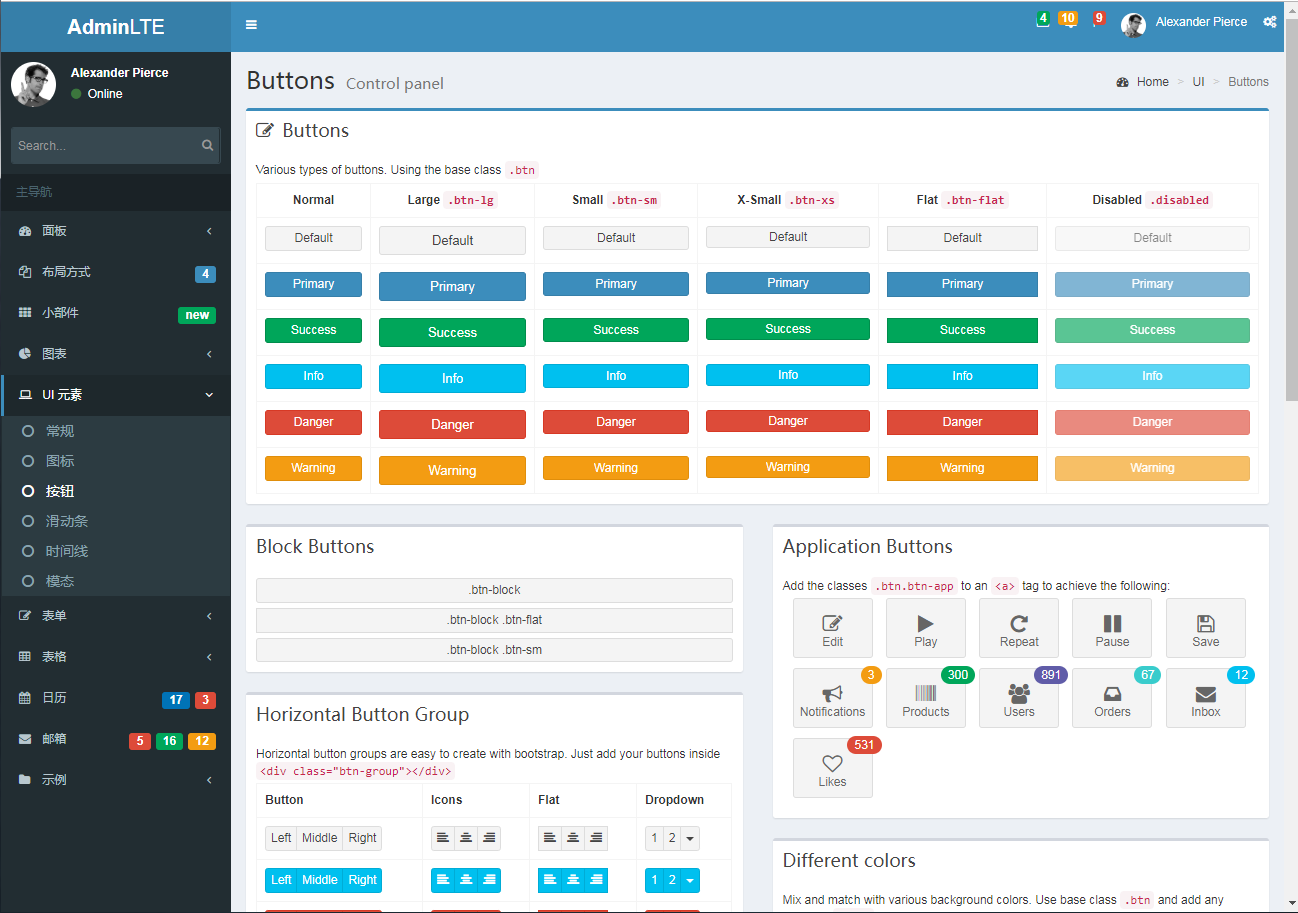 AdminLTE
4 10 9 Alexander Pierce
Alexander Pierce
Online
Search...
主导航
面板
布局方式 4
小部件 new
图表
UI 元素
常规
图标
按钮
滑动条
时间线
模态
表单
表格
日历 17 3
邮箱 5 16 12
示例
Buttons Control panel
Home > UI > Buttons
Buttons
Various types of buttons. Using the base class .btn
Normal Large .btn-lg Small .btn-sm X-Small .btn-xs Flat .btn-flat Disabled .disabled
Default Default Default Default Default Default
Primary Primary Primary Primary Primary Primary
Success Success Success Success Success Success
Info Info Info Info Info Info
Danger Danger Danger Danger Danger Danger
Warning Warning Warning Warning Warning Warning
Block Buttons
.btn-block
.btn-block .btn-flat
.btn-block .btn-sm
Horizontal Button Group
Horizontal button groups are easy to create with bootstrap. Just add your buttons inside
<div class="btn-group"></div>
Button Icons Flat Dropdown
Left Middle Right 1 2
Left Middle Right 1 2
Application Buttons
Add the classes .btn.btn-app to an <a> tag to achieve the following:
Edit Play Repeat Pause Save
3 300 891 67 12
Notifications Products Users Orders Inbox
531
Likes
Different colors
Mix and match with various background colors. Use base class .btn and add any